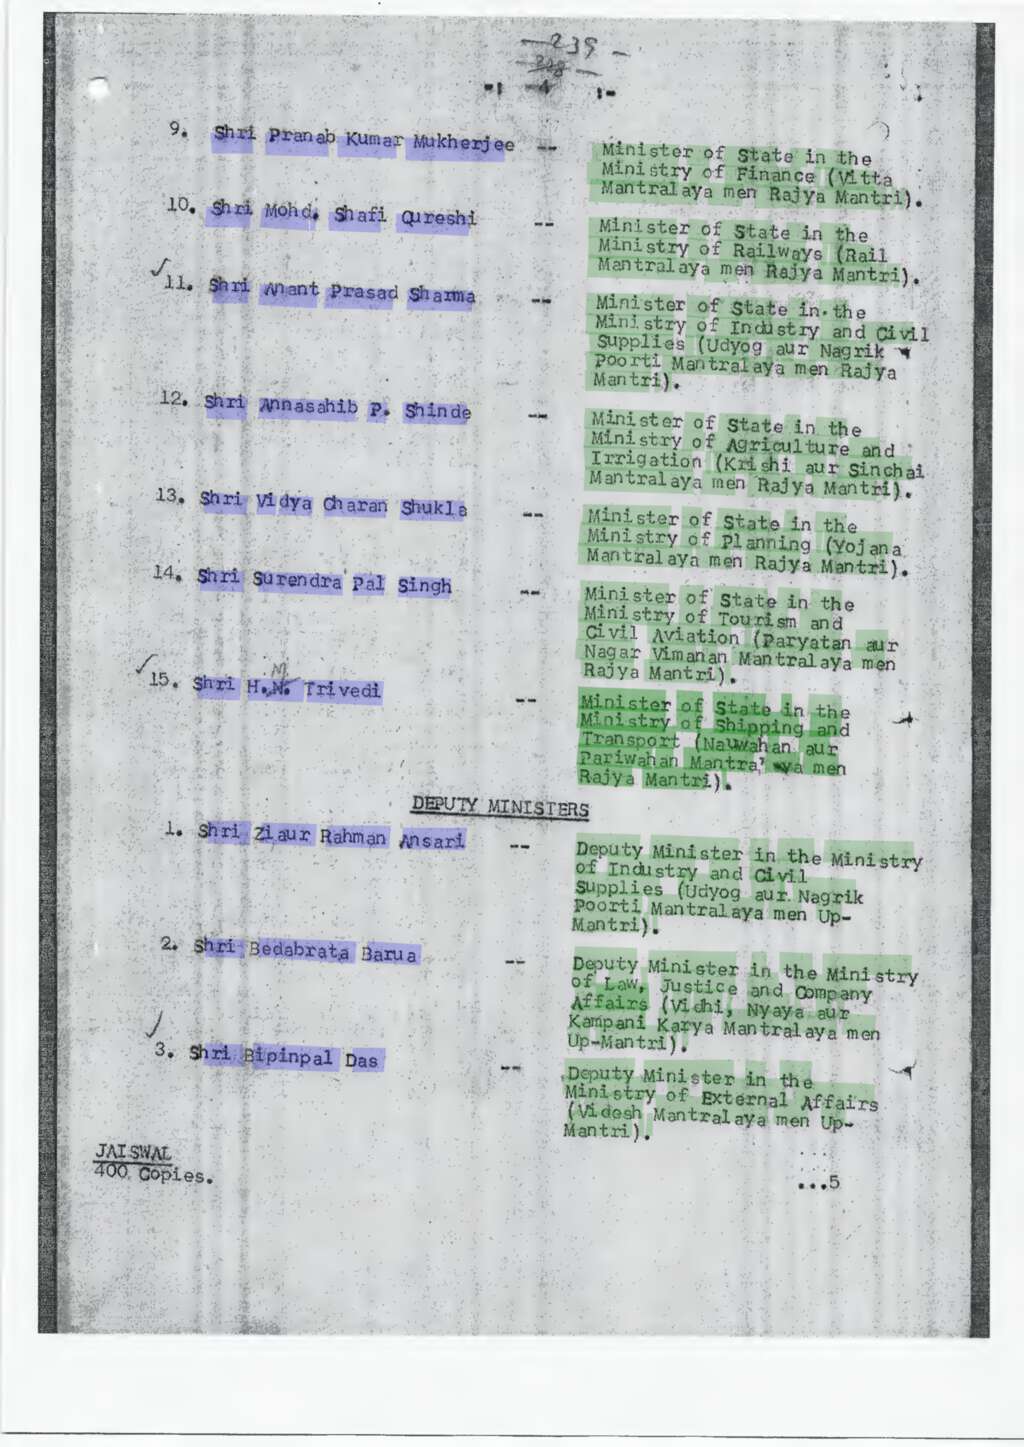 -239-
-208-
-: -4- :-
9. Shri Pranab Kumar Mukherjee -- Minister of State in the
Ministry of Finance (Vitta
Mantralaya men Rajya Mantri).
10. Shri Mohd. Shafi Qureshi -- Minister of State in the
Ministry of Railways (Rail
Mantralaya men Rajya Mantri).
✓
11. Shri Anant Prasad Sharma -- Minister of State in the
Ministry of Industry and Civil
Supplies (Udyog aur Nagrik
Poorti Mantralaya men Rajya
Mantri).
12. Shri Annasahib P. Shinde -- Minister of State in the
Ministry of Agriculture and
Irrigation (Krishi aur Sinchai
Mantralaya men Rajya Mantri).
13. Shri Vidya Charan Shukla -- Minister of State in the
Ministry of Planning (Yojana
Mantralaya men Rajya Mantri).
14. Shri Surendra Pal Singh -- Minister of State in the
Ministry of Tourism and
Civil Aviation (Paryatan aur
Nagar Vimanan Mantralaya men
Rajya Mantri).
✓ M
15. Shri H.N. Trivedi -- Minister of State in the
Ministry of Shipping and
Transport (Nauwahan aur
Pariwahan Mantralaya men
Rajya Mantri).
DEPUTY MINISTERS
1. Shri Ziaur Rahman Ansari -- Deputy Minister in the Ministry
of Industry and Civil
Supplies (Udyog aur Nagrik
Poorti Mantralaya men Up-
Mantri).
2. Shri Bedabrata Barua -- Deputy Minister in the Ministry
of Law, Justice and Company
Affairs (Vidhi, Nyaya aur
Kampani Karya Mantralaya men
Up-Mantri).
✓
3. Shri Bipinpal Das -- Deputy Minister in the
Ministry of External Affairs
(Videsh Mantralaya men Up-
Mantri).
JAISWAL
400 Copies.
...5